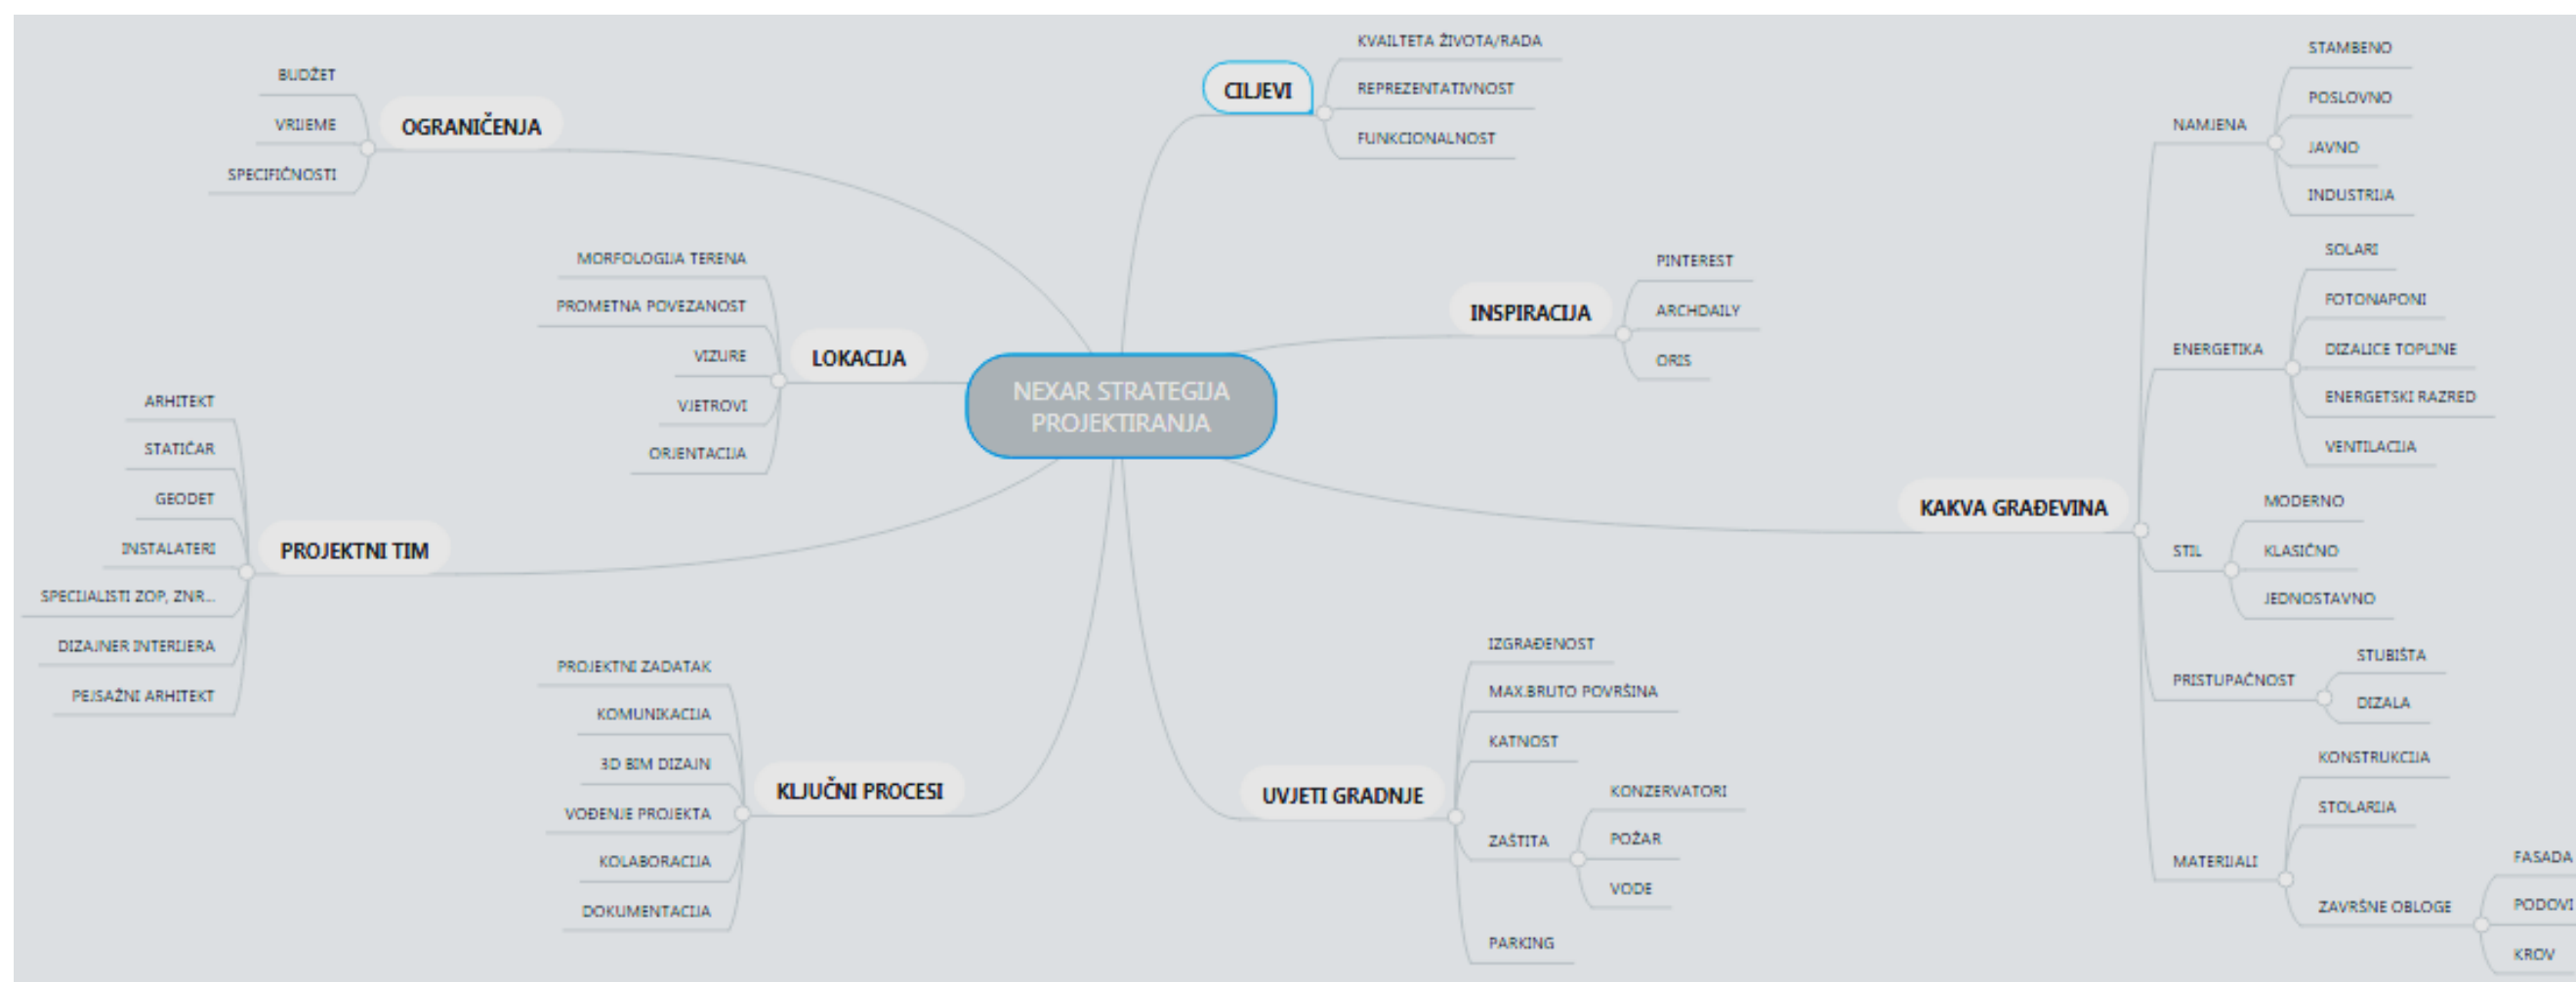 NEXAR STRATEGIJA
PROJEKTIRANJA
OGRANIČENJA
BUDŽET
VRIJEME
SPECIFIČNOSTI
LOKACIJA
MORFOLOGIJA TERENA
PROMETNA POVEZANOST
VIZURE
VJETROVI
ORJENTACIJA
PROJEKTNI TIM
ARHITEKT
STATIČAR
GEODET
INSTALATERI
SPECIJALISTI ZOP, ZNR...
DIZAJNER INTERIJERA
PEJSAŽNI ARHITEKT
KLJUČNI PROCESI
PROJEKTNI ZADATAK
KOMUNIKACIJA
3D BIM DIZAJN
VOĐENJE PROJEKTA
KOLABORACIJA
DOKUMENTACIJA
CILJEVI
KVAILTETA ŽIVOTA/RADA
REPREZENTATIVNOST
FUNKCIONALNOST
INSPIRACIJA
PINTEREST
ARCHDAILY
ORIS
KAKVA GRAĐEVINA
NAMJENA
STAMBENO
POSLOVNO
JAVNO
INDUSTRIJA
ENERGETIKA
SOLARI
FOTONAPONI
DIZALICE TOPLINE
ENERGETSKI RAZRED
VENTILACIJA
STIL
MODERNO
KLASIČNO
JEDNOSTAVNO
PRISTUPAČNOST
STUBIŠTA
DIZALA
MATERIJALI
KONSTRUKCIJA
STOLARIJA
ZAVRŠNE OBLOGE
FASADA
PODOVI
KROV
UVJETI GRADNJE
IZGRAĐENOST
MAX.BRUTO POVRŠINA
KATNOST
ZAŠTITA
KONZERVATORI
POŽAR
VODE
PARKING